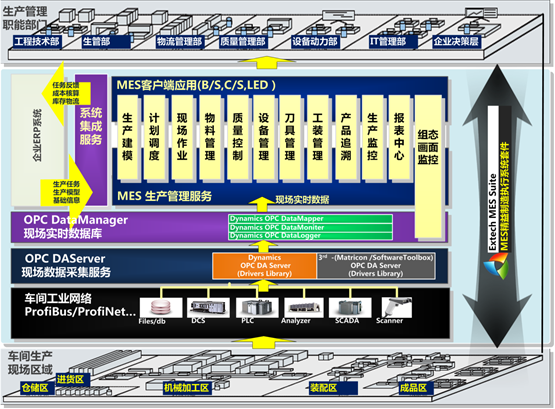 生产管理
职能部门
工程技术部
生管部
物流管理部
质量管理部
设备动力部
IT管理部
企业决策层
任务反馈
成本核算
库存物流
企业ERP系统
生产任务
生产模型
基础信息
系统
集成
服务
MES客户端应用(B/S,C/S,LED )
生产建模
计划调度
现场作业
物料管理
质量控制
设备管理
刀具管理
工装管理
产品追溯
生产监控
报表中心
组态
画面
监控
MES 生产管理服务
现场实时数据
OPC DataManager
现场实时数据库
Dynamics OPC DataMapper
Dynamics OPC DataMoniter
Dynamics OPC DataLogger
OPC DAServer
现场数据采集服务
Dynamics
OPC DA Server
(Drivers Library)
3rd -(Matricon /SoftwareToolbox)
OPC DA Server
(Drivers Library)
车间工业网络
ProfiBus/ProfiNet...
Files/db
DCS
PLC
Analyzer
SCADA
Scanner
Extech MES Suite
MES精益制造执行系统套件
车间生产
现场区域
仓储区
进货区
机械加工区
装配区
成品区